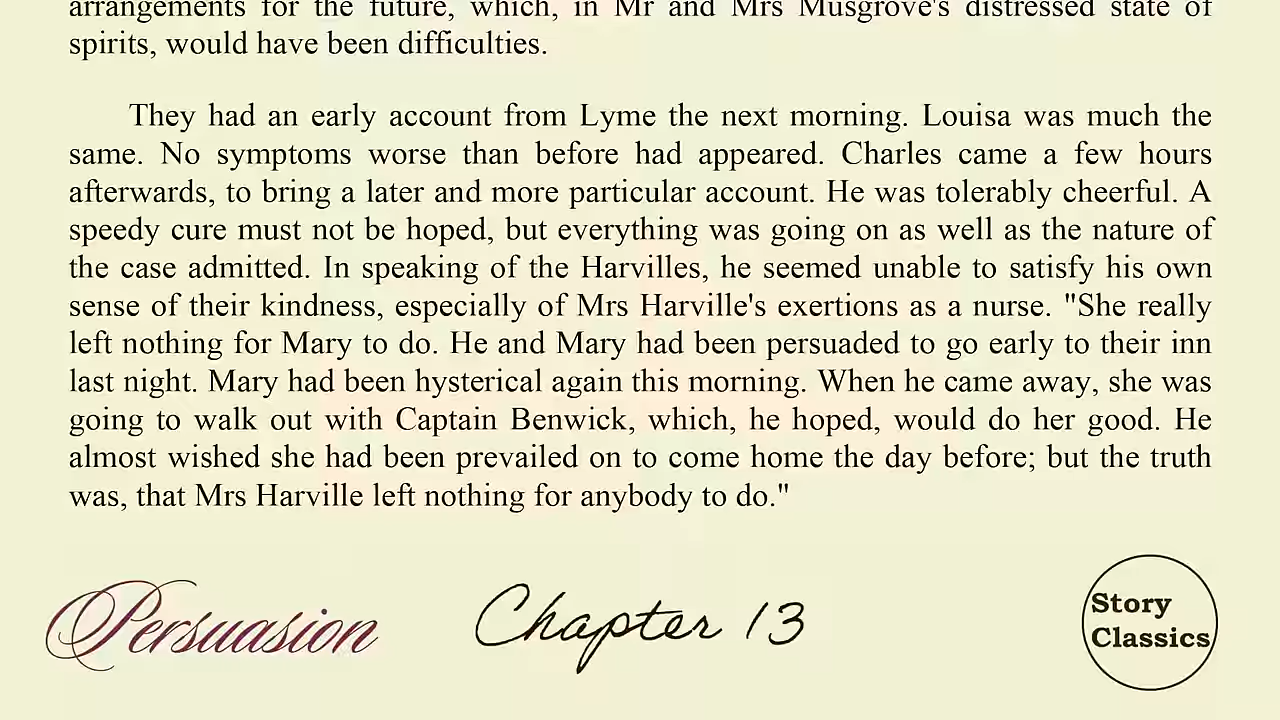 arrangements for the future, which, in Mr and Mrs Musgrove's distressed state of
spirits, would have been difficulties.
They had an early account from Lyme the next morning. Louisa was much the
same. No symptoms worse than before had appeared. Charles came a few hours
afterwards, to bring a later and more particular account. He was tolerably cheerful. A
speedy cure must not be hoped, but everything was going on as well as the nature of
the case admitted. In speaking of the Harvilles, he seemed unable to satisfy his own
sense of their kindness, especially of Mrs Harville's exertions as a nurse. "She really
left nothing for Mary to do. He and Mary had been persuaded to go early to their inn
last night. Mary had been hysterical again this morning. When he came away, she was
going to walk out with Captain Benwick, which, he hoped, would do her good. He
almost wished she had been prevailed on to come home the day before; but the truth
was, that Mrs Harville left nothing for anybody to do."
Persuasion
Chapter 13
Story
Classics